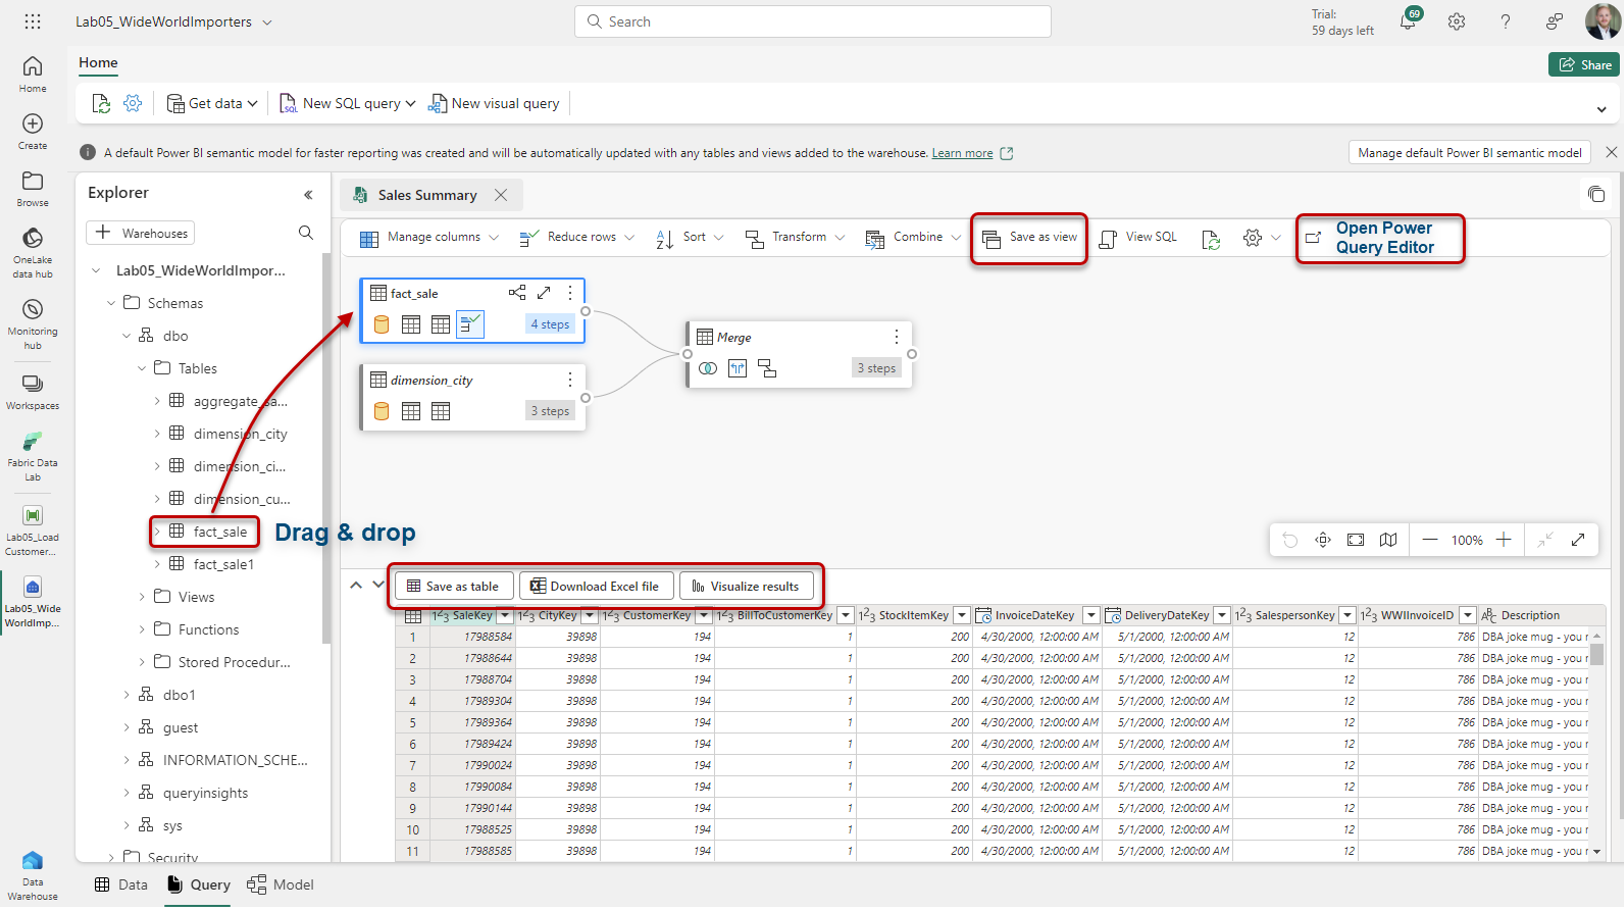 Lab05_WideWorldImporters
Search
Trial:
59 days left
69
Home
Share
Get data
New SQL query
New visual query
A default Power BI semantic model for faster reporting was created and will be automatically updated with any tables and views added to the warehouse. Learn more
Manage default Power BI semantic model
Home
Create
Browse
OneLake
data hub
Monitoring
hub
Workspaces
Fabric Data
Lab
Lab05_Load
Customer...
Lab05_Wide
WorldImp...
Data
Warehouse
Explorer
Warehouses
Lab05_WideWorldImpor...
Schemas
dbo
Tables
aggregate_sa...
dimension_city
dimension_ci...
dimension_cu...
fact_sale
fact_sale1
Views
Functions
Stored Procedur...
dbo1
guest
INFORMATION_SCHE...
queryinsights
sys
Security
Drag & drop
Sales Summary
Manage columns
Reduce rows
Sort
Transform
Combine
Save as view
View SQL
Open Power
Query Editor
fact_sale
4 steps
dimension_city
3 steps
Merge
3 steps
100%
Save as table
Download Excel file
Visualize results
SaleKey CityKey CustomerKey BillToCustomerKey StockItemKey InvoiceDateKey DeliveryDateKey SalespersonKey WWIInvoiceID Description
1 17988584 39898 194 1 200 4/30/2000, 12:00:00 AM 5/1/2000, 12:00:00 AM 12 786 DBA joke mug - you r
2 17988644 39898 194 1 200 4/30/2000, 12:00:00 AM 5/1/2000, 12:00:00 AM 12 786 DBA joke mug - you r
3 17988704 39898 194 1 200 4/30/2000, 12:00:00 AM 5/1/2000, 12:00:00 AM 12 786 DBA joke mug - you r
4 17989304 39898 194 1 200 4/30/2000, 12:00:00 AM 5/1/2000, 12:00:00 AM 12 786 DBA joke mug - you r
5 17989364 39898 194 1 200 4/30/2000, 12:00:00 AM 5/1/2000, 12:00:00 AM 12 786 DBA joke mug - you r
6 17989424 39898 194 1 200 4/30/2000, 12:00:00 AM 5/1/2000, 12:00:00 AM 12 786 DBA joke mug - you r
7 17990024 39898 194 1 200 4/30/2000, 12:00:00 AM 5/1/2000, 12:00:00 AM 12 786 DBA joke mug - you r
8 17990084 39898 194 1 200 4/30/2000, 12:00:00 AM 5/1/2000, 12:00:00 AM 12 786 DBA joke mug - you r
9 17990144 39898 194 1 200 4/30/2000, 12:00:00 AM 5/1/2000, 12:00:00 AM 12 786 DBA joke mug - you r
10 17988525 39898 194 1 200 4/30/2000, 12:00:00 AM 5/1/2000, 12:00:00 AM 12 786 DBA joke mug - you r
11 17988585 39898 194 1 200 4/30/2000, 12:00:00 AM 5/1/2000, 12:00:00 AM 12 786 DBA joke mug - you r
Data
Query
Model